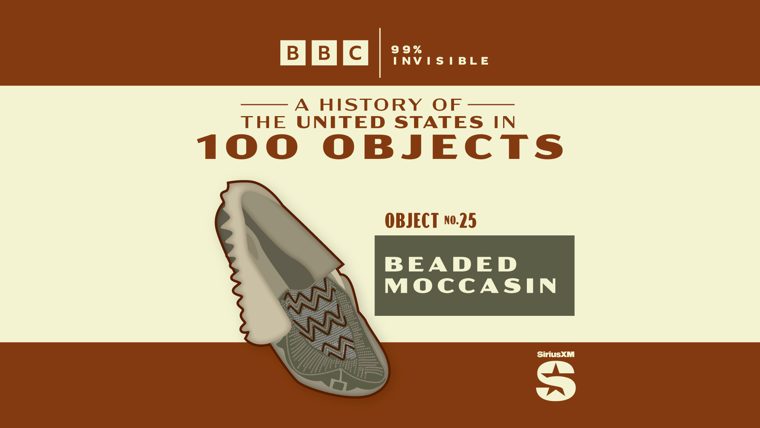 BBC
99%
INVISIBLE
A HISTORY OF
THE UNITED STATES IN
100 OBJECTS
OBJECT NO.25
BEADED
MOCCASIN
SiriusXM
S